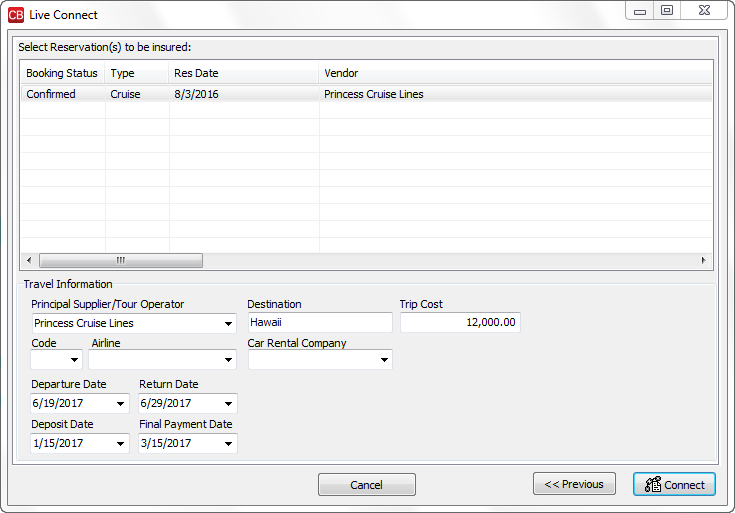 CB Live Connect
Select Reservation(s) to be insured:
Booking Status Type Res Date Vendor
Confirmed Cruise 8/3/2016 Princess Cruise Lines
Travel Information
Principal Supplier/Tour Operator Destination Trip Cost
Princess Cruise Lines Hawaii 12,000.00
Code Airline Car Rental Company
Departure Date Return Date
6/19/2017 6/29/2017
Deposit Date Final Payment Date
1/15/2017 3/15/2017
Cancel << Previous Connect